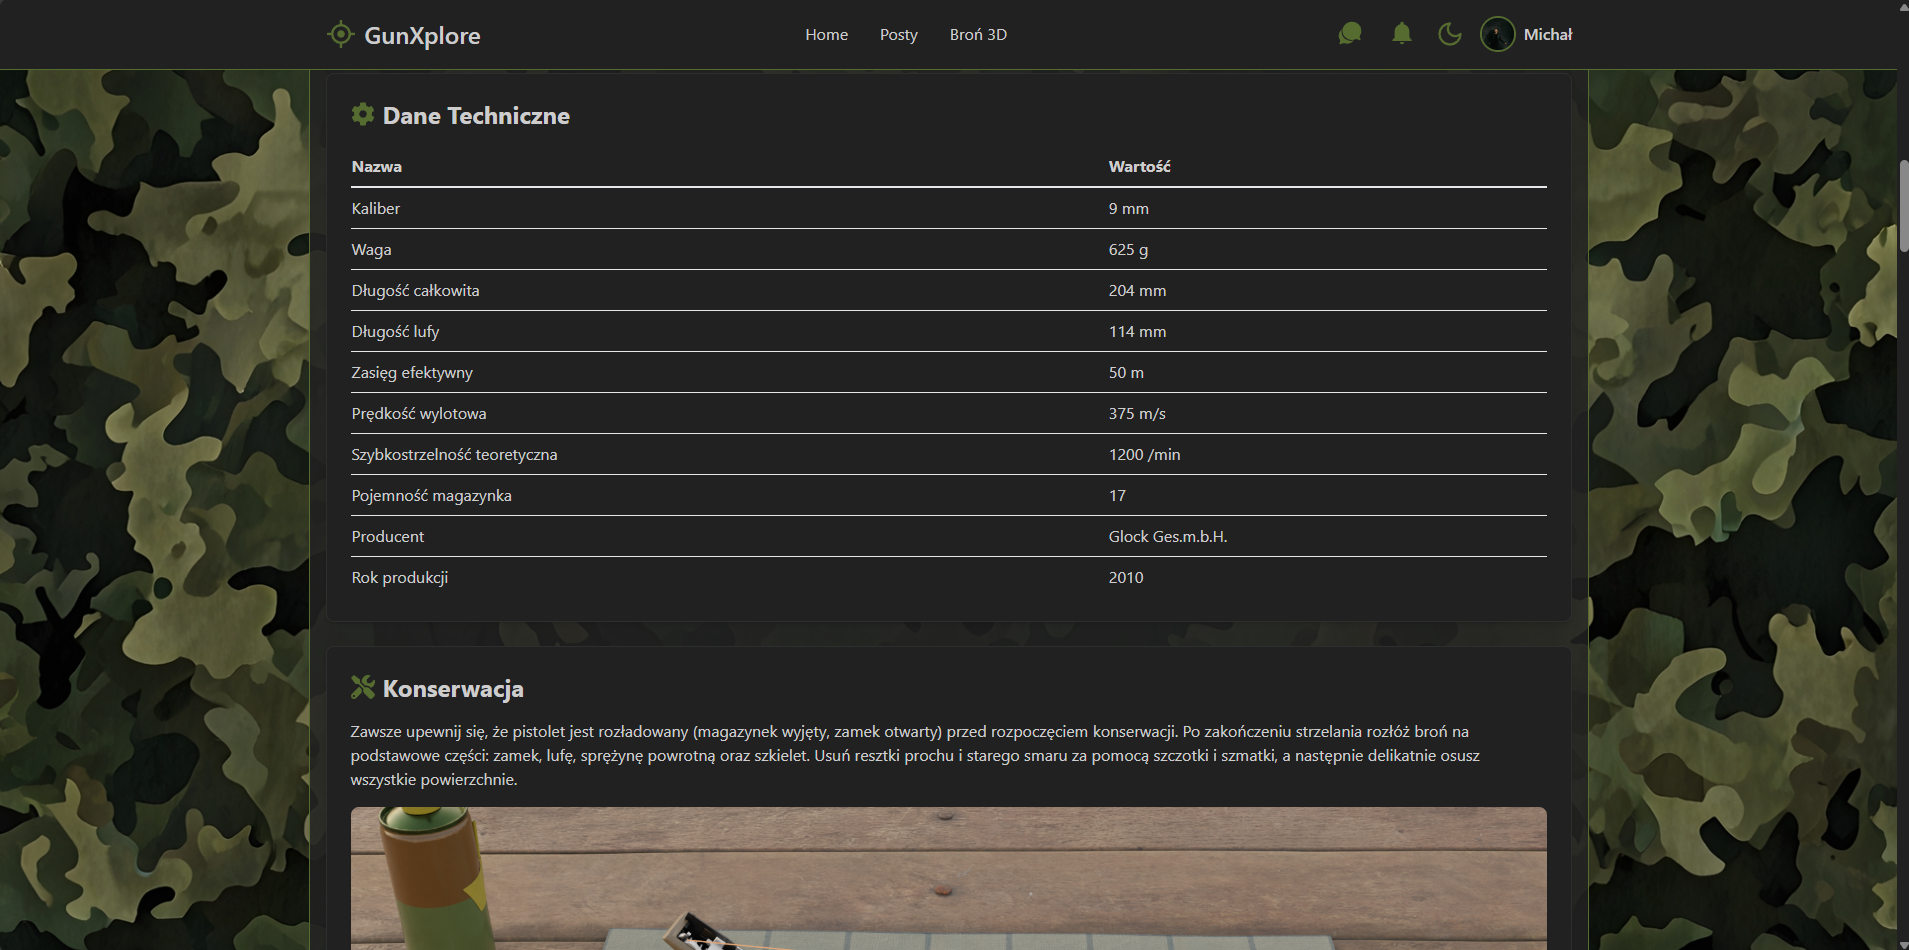 GunXplore
Home Posty Broń 3D
Michał
Dane Techniczne
Nazwa Wartość
Kaliber 9 mm
Waga 625 g
Długość całkowita 204 mm
Długość lufy 114 mm
Zasięg efektywny 50 m
Prędkość wylotowa 375 m/s
Szybkostrzelność teoretyczna 1200 /min
Pojemność magazynka 17
Producent Glock Ges.m.b.H.
Rok produkcji 2010
Konserwacja
Zawsze upewnij się, że pistolet jest rozładowany (magazynek wyjęty, zamek otwarty) przed rozpoczęciem konserwacji. Po zakończeniu strzelania rozłóż broń na
podstawowe części: zamek, lufę, sprężynę powrotną oraz szkielet. Usuń resztki prochu i starego smaru za pomocą szczotki i szmatki, a następnie delikatnie osusz
wszystkie powierzchnie.